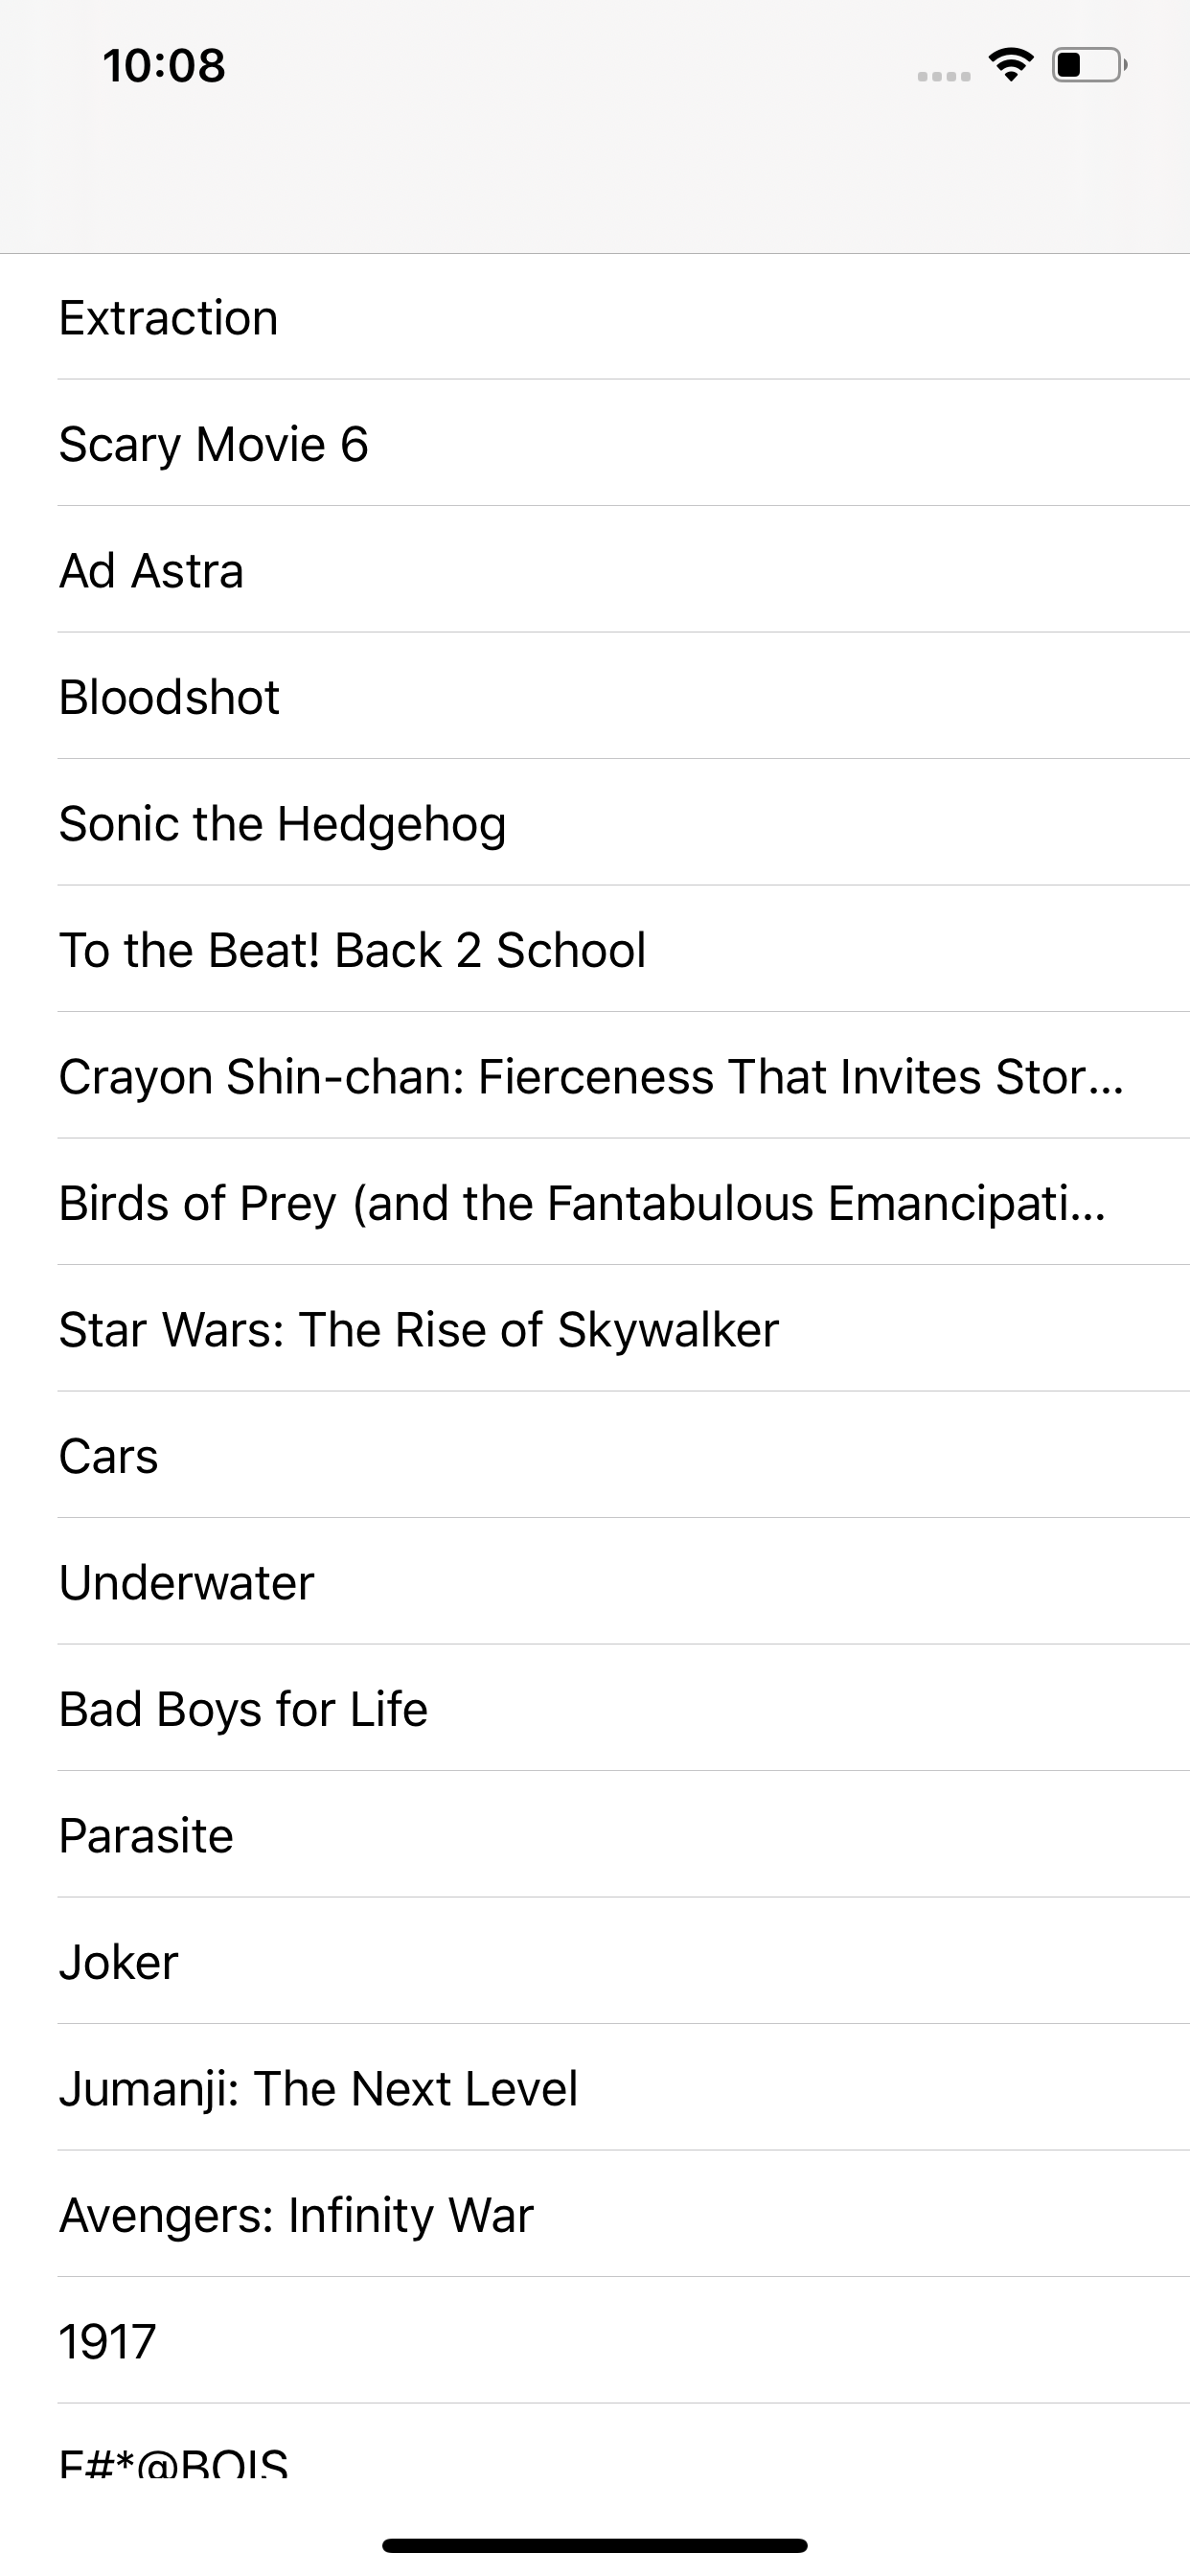 10:08
Extraction
Scary Movie 6
Ad Astra
Bloodshot
Sonic the Hedgehog
To the Beat! Back 2 School
Crayon Shin-chan: Fierceness That Invites Stor...
Birds of Prey (and the Fantabulous Emancipati...
Star Wars: The Rise of Skywalker
Cars
Underwater
Bad Boys for Life
Parasite
Joker
Jumanji: The Next Level
Avengers: Infinity War
1917
F#*@BOIS